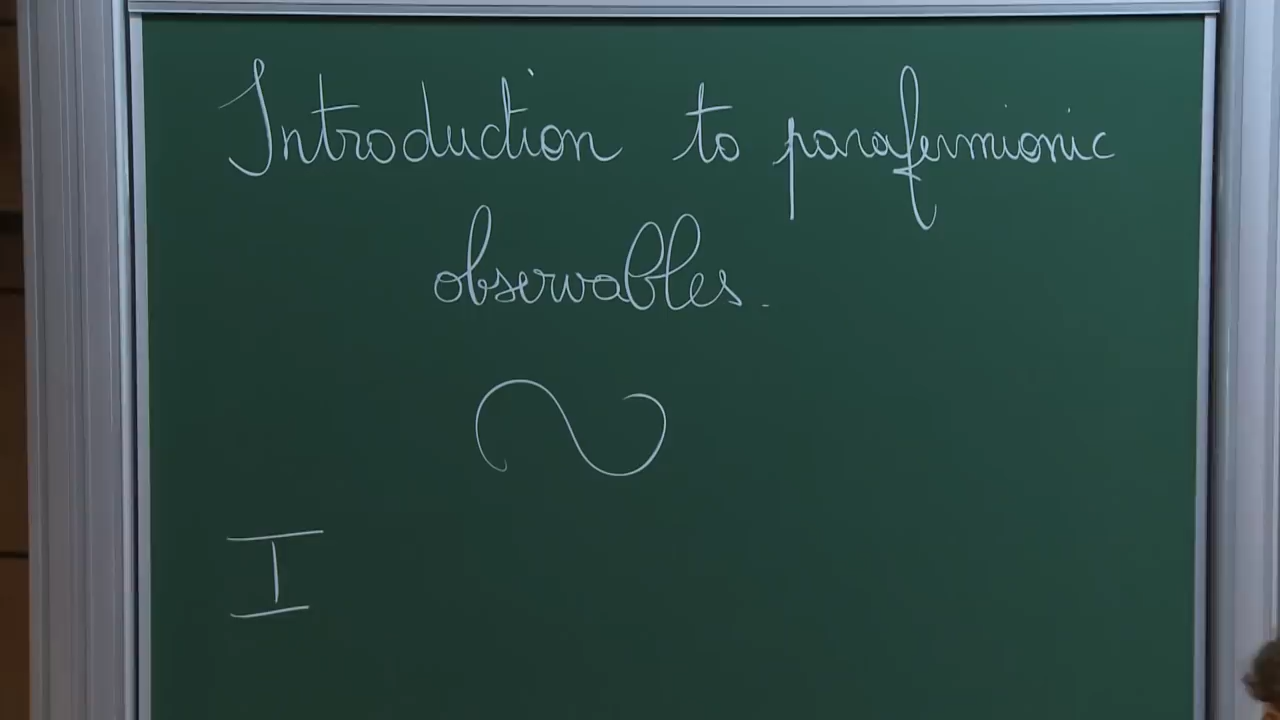 Introduction to parafermionic
observables.
I